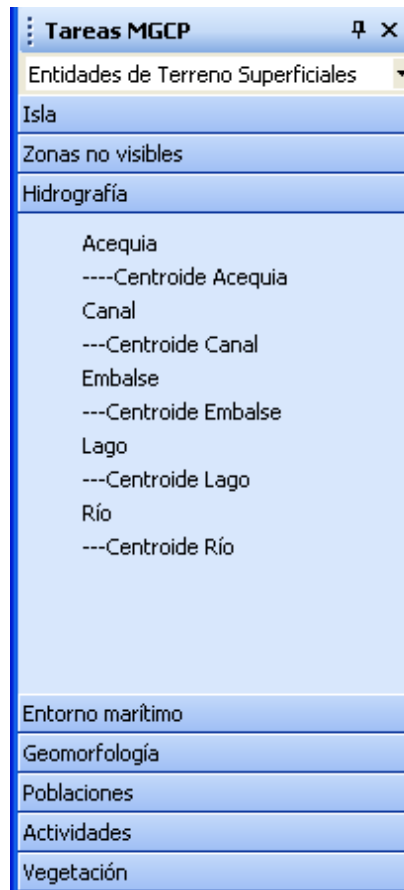 Tareas MGCP
Entidades de Terreno Superficiales
Isla
Zonas no visibles
Hidrografía
Acequia
----Centroide Acequia
Canal
---Centroide Canal
Embalse
---Centroide Embalse
Lago
---Centroide Lago
Río
---Centroide Río
Entorno marítimo
Geomorfología
Poblaciones
Actividades
Vegetación